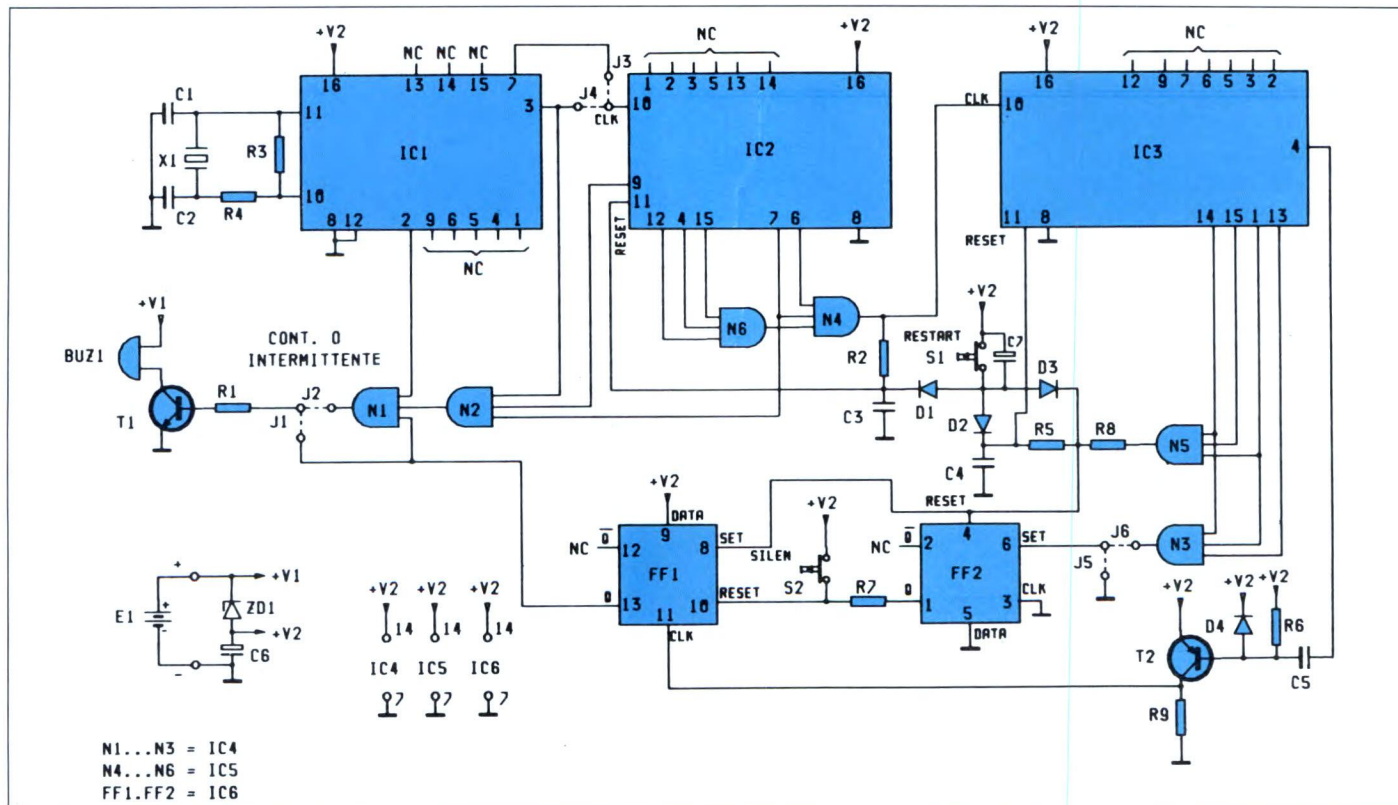 +V2
NC NC NC
16 13 14 15 7
C1
X1
C2
R3
R4
11
10
IC1
3
8 12 2 9 6 5 4 1
NC
J3
J4
CLK
NC
1 2 3 5 13 14
+V2
16
10
IC2
9
11
RESET
12 4 15 7 6 8
+V2
NC
16 12 9 7 6 5 3 2
CLK
10
IC3
4
11 8 14 15 1 13
RESET
+V1
BUZ1
T1
R1
CONT. O
INTERMITTENTE
J2
J1
N1
N2
N6
N4
R2
C3
RESTART
+V2
S1
C7
D1
D2
D3
C4
R5
R8
N5
+V2
DATA
9
NC
Q
12
8
SET
FF1
RESET
10
Q
13
11
CLK
SILEN
+V2
S2
R7
RESET
4
NC
Q
2
6
SET
FF2
Q
1
3
CLK
5
DATA
J6
J5
N3
+V2
+V2
+V2
D4
R6
T2
C5
R9
+
E1
+
-
-
ZD1
+V1
+V2
C6
+V2 +V2 +V2
14 14 14
IC4 IC5 IC6
7 7 7
N1...N3 = IC4
N4...N6 = IC5
FF1.FF2 = IC6